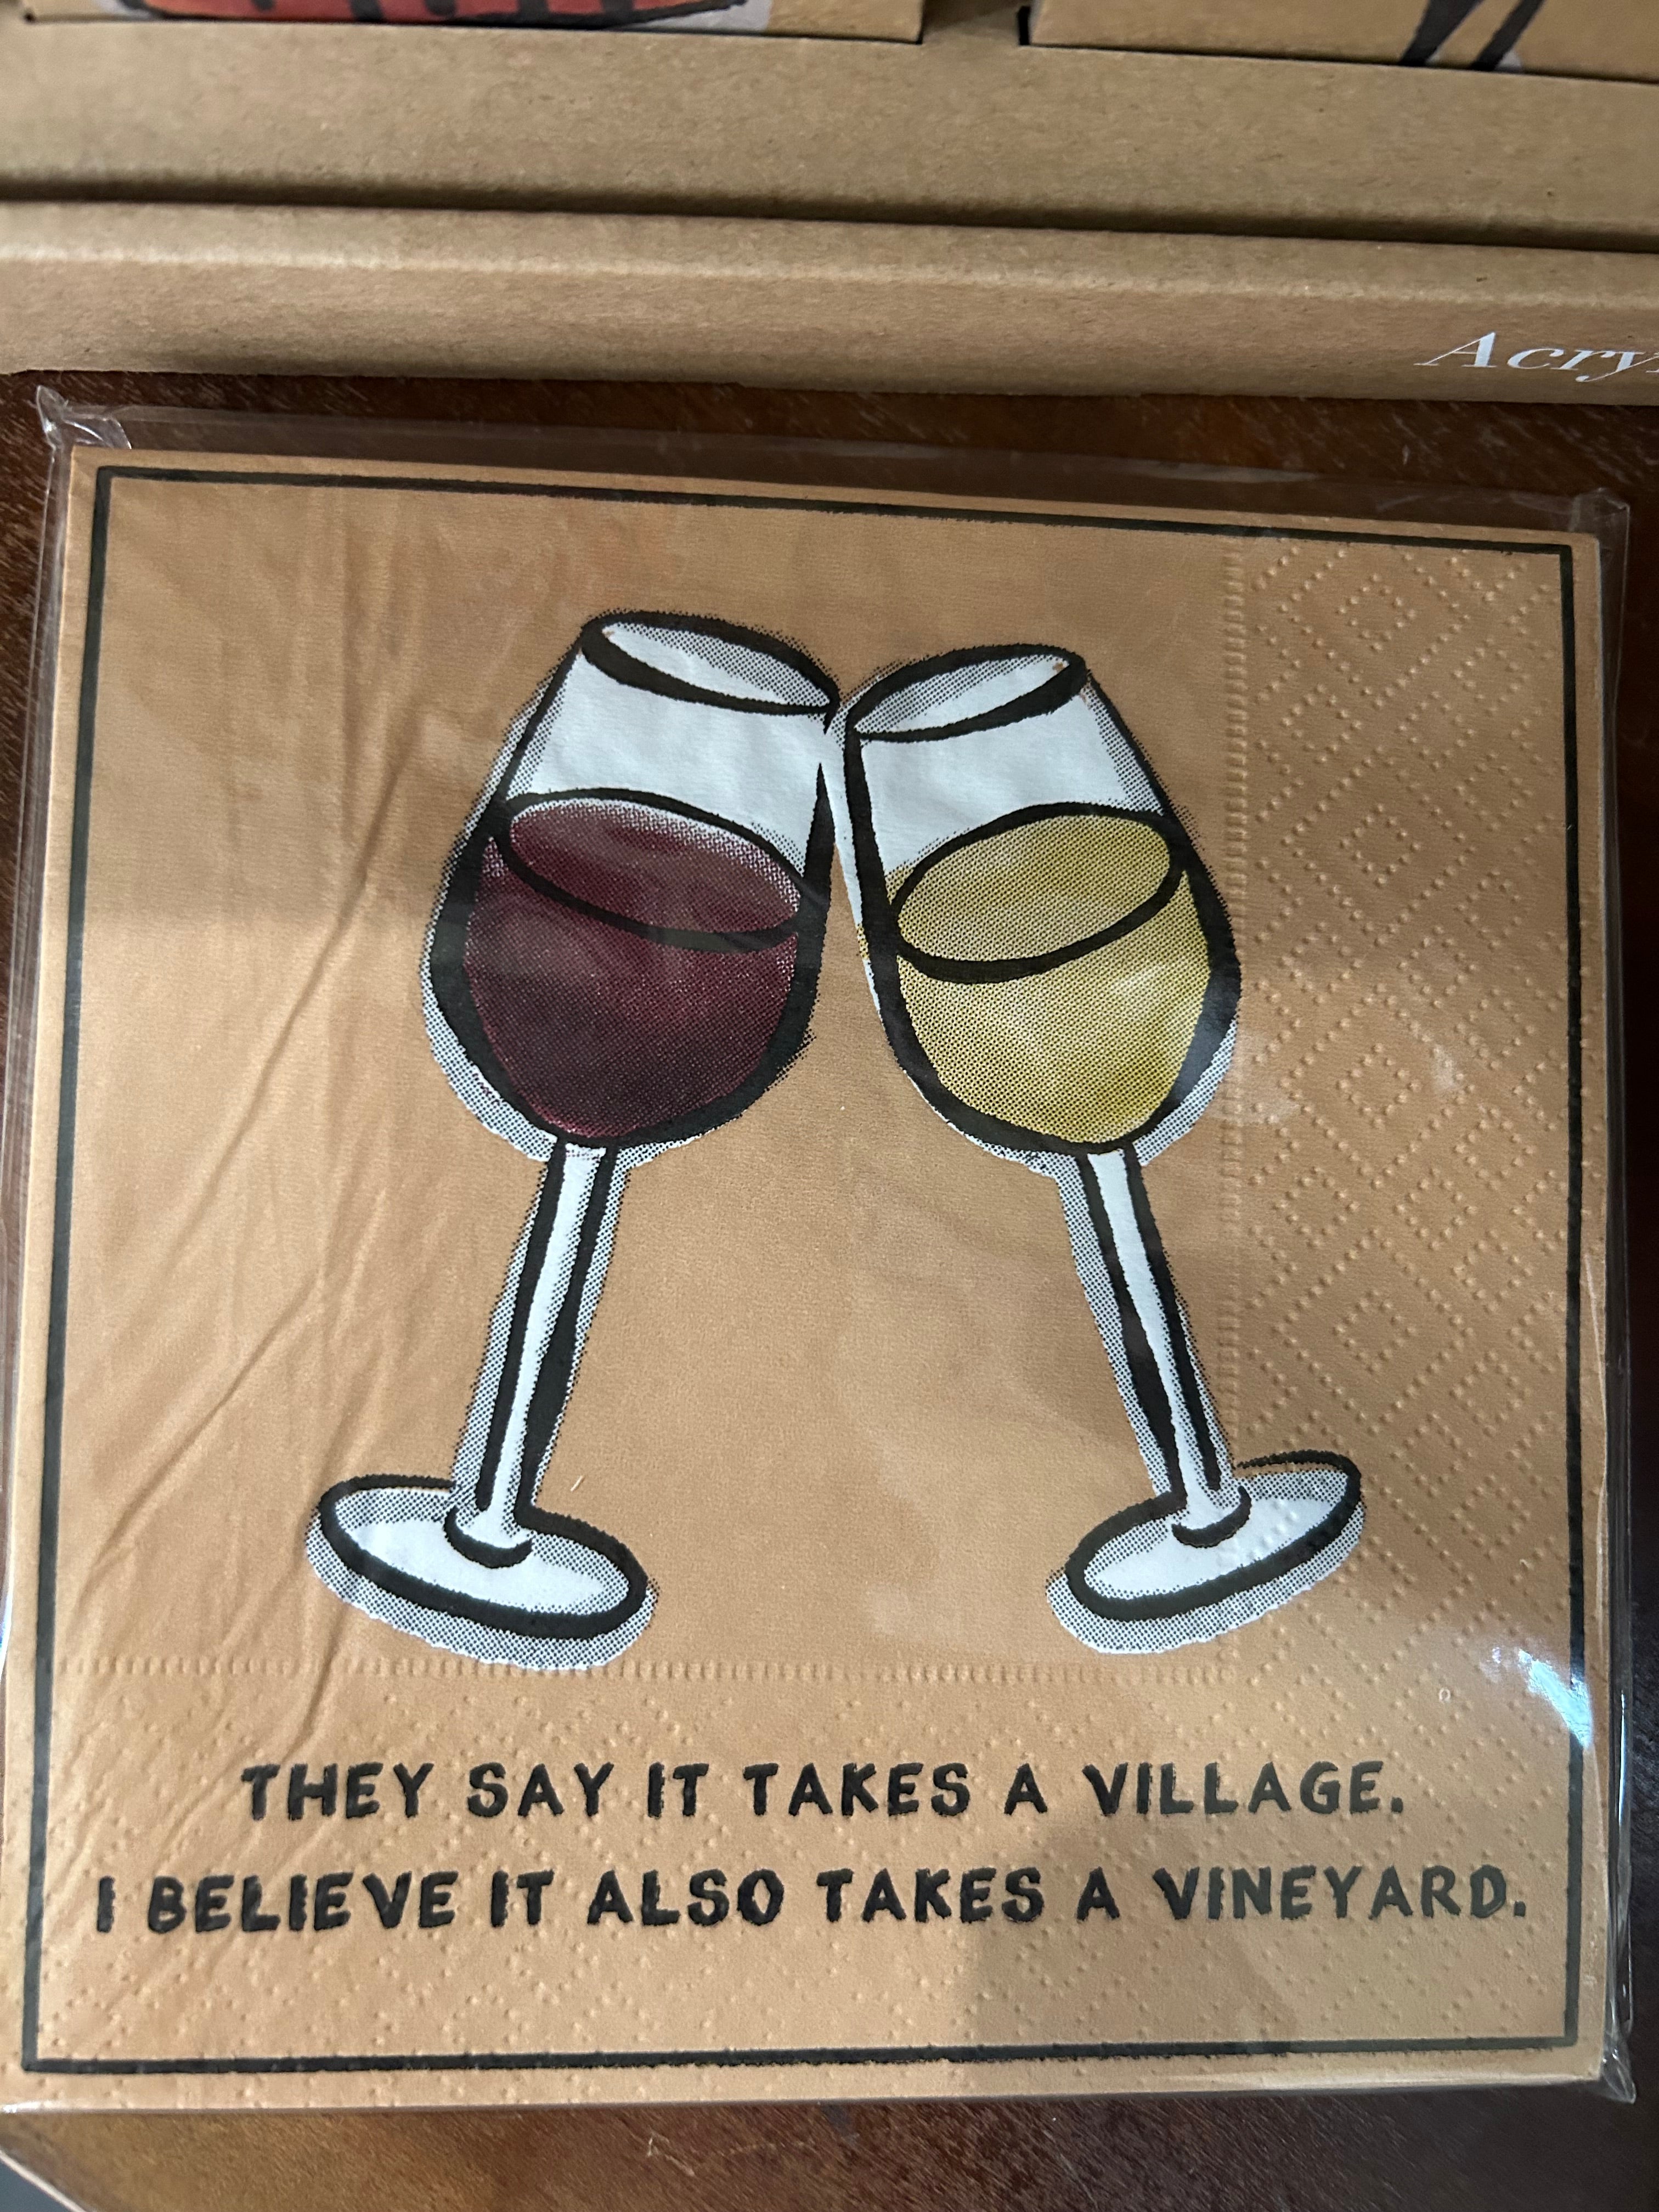 THEY SAY IT TAKES A VILLAGE.
I BELIEVE IT ALSO TAKES A VINEYARD.